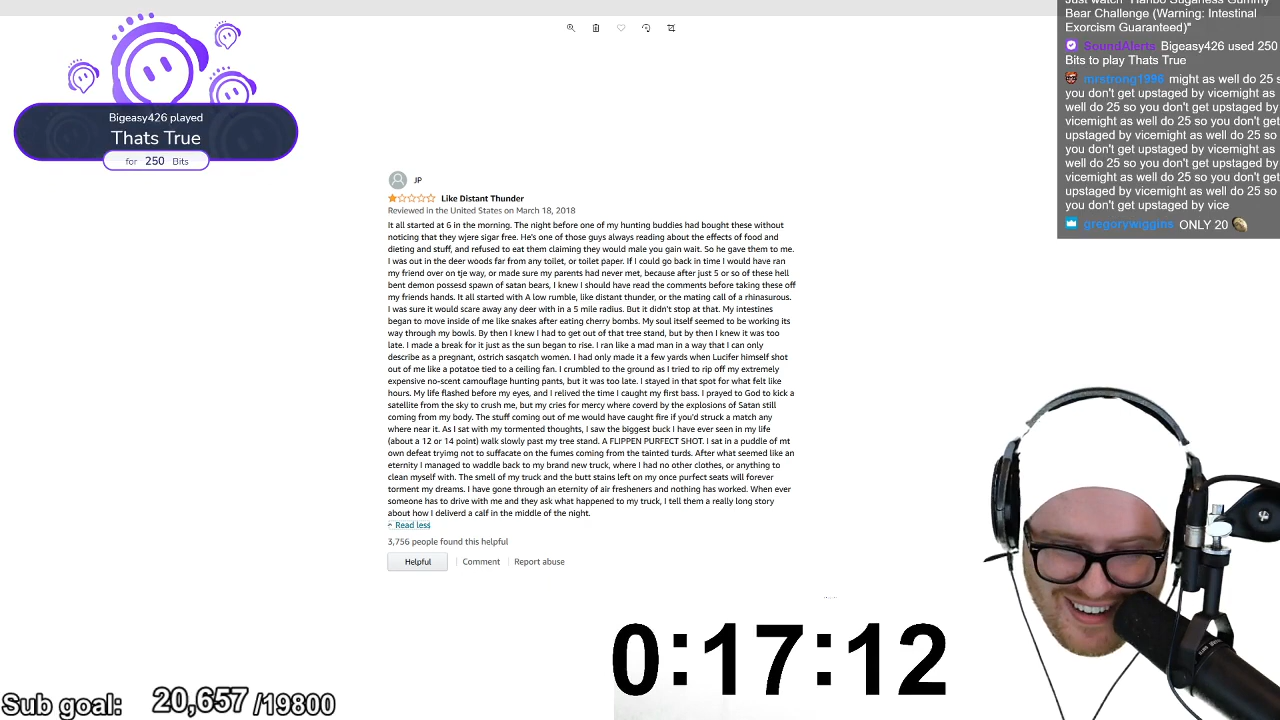 Bigeasy426 played
Thats True
for 250 Bits
Bear Challenge (Warning: Intestinal
Exorcism Guaranteed)"
SoundAlerts Bigeasy426 used 250
Bits to play Thats True
mrstrong1996 might as well do 25 s
you don't get upstaged by vicemight as
well do 25 so you don't get upstaged by
vicemight as well do 25 so you don't get
upstaged by vicemight as well do 25 so
you don't get upstaged by vicemight as
well do 25 so you don't get upstaged by
vicemight as well do 25 so you don't get
upstaged by vicemight as well do 25 so
you don't get upstaged by vice
gregorywiggins ONLY 20
JP
Like Distant Thunder
Reviewed in the United States on March 18, 2018
It all started at 6 in the morning. The night before one of my hunting buddies had bought these without
noticing that they wjere sigar free. He's one of those guys always reading about the effects of food and
dieting and stuff, and refused to eat them claiming they would male you gain wait. So he gave them to me.
I was out in the deer woods far from any toilet, or toilet paper. If I could go back in time I would have ran
my friend over on tje way, or made sure my parents had never met, because after just 5 or so of these hell
bent demon possesd spawn of satan bears, I knew I should have read the comments before taking these off
my friends hands. It all started with A low rumble, like distant thunder, or the mating call of a rhinasurous.
I was sure it would scare away any deer with in a 5 mile radius. But it didn't stop at that. My intestines
began to move inside of me like snakes after eating cherry bombs. My soul itself seemed to be working its
way through my bowls. By then I knew I had to get out of that tree stand, but by then I knew it was too
late. I made a break for it just as the sun began to rise. I ran like a mad man in a way that I can only
describe as a pregnant, ostrich sasqatch women. I had only made it a few yards when Lucifer himself shot
out of me like a potatoe tied to a ceiling fan. I crumbled to the ground as I tried to rip off my extremely
expensive no-scent camouflage hunting pants, but it was too late. I stayed in that spot for what felt like
hours. My life flashed before my eyes, and I relived the time I caught my first bass. I prayed to God to kick a
satellite from the sky to crush me, but my cries for mercy where coverd by the explosions of Satan still
coming from my body. The stuff coming out of me would have caught fire if you'd struck a match any
where near it. As I sat with my tormented thoughts, I saw the biggest buck I have ever seen in my life
(about a 12 or 14 point) walk slowly past my tree stand. A FLIPPEN PURFECT SHOT. I sat in a puddle of mt
own defeat tryimg not to suffacate on the fumes coming from the tainted turds. After what seemed like an
eternity I managed to waddle back to my brand new truck, where I had no other clothes, or anything to
clean myself with. The smell of my truck and the butt stains left on my once purfect seats will forever
torment my dreams. I have gone through an eternity of air fresheners and nothing has worked. When ever
someone has to drive with me and they ask what happened to my truck, I tell them a really long story
about how I deliverd a calf in the middle of the night.
Read less
3,756 people found this helpful
Helpful
Comment
Report abuse
0:17:12
Sub goal: 20,657 /19800